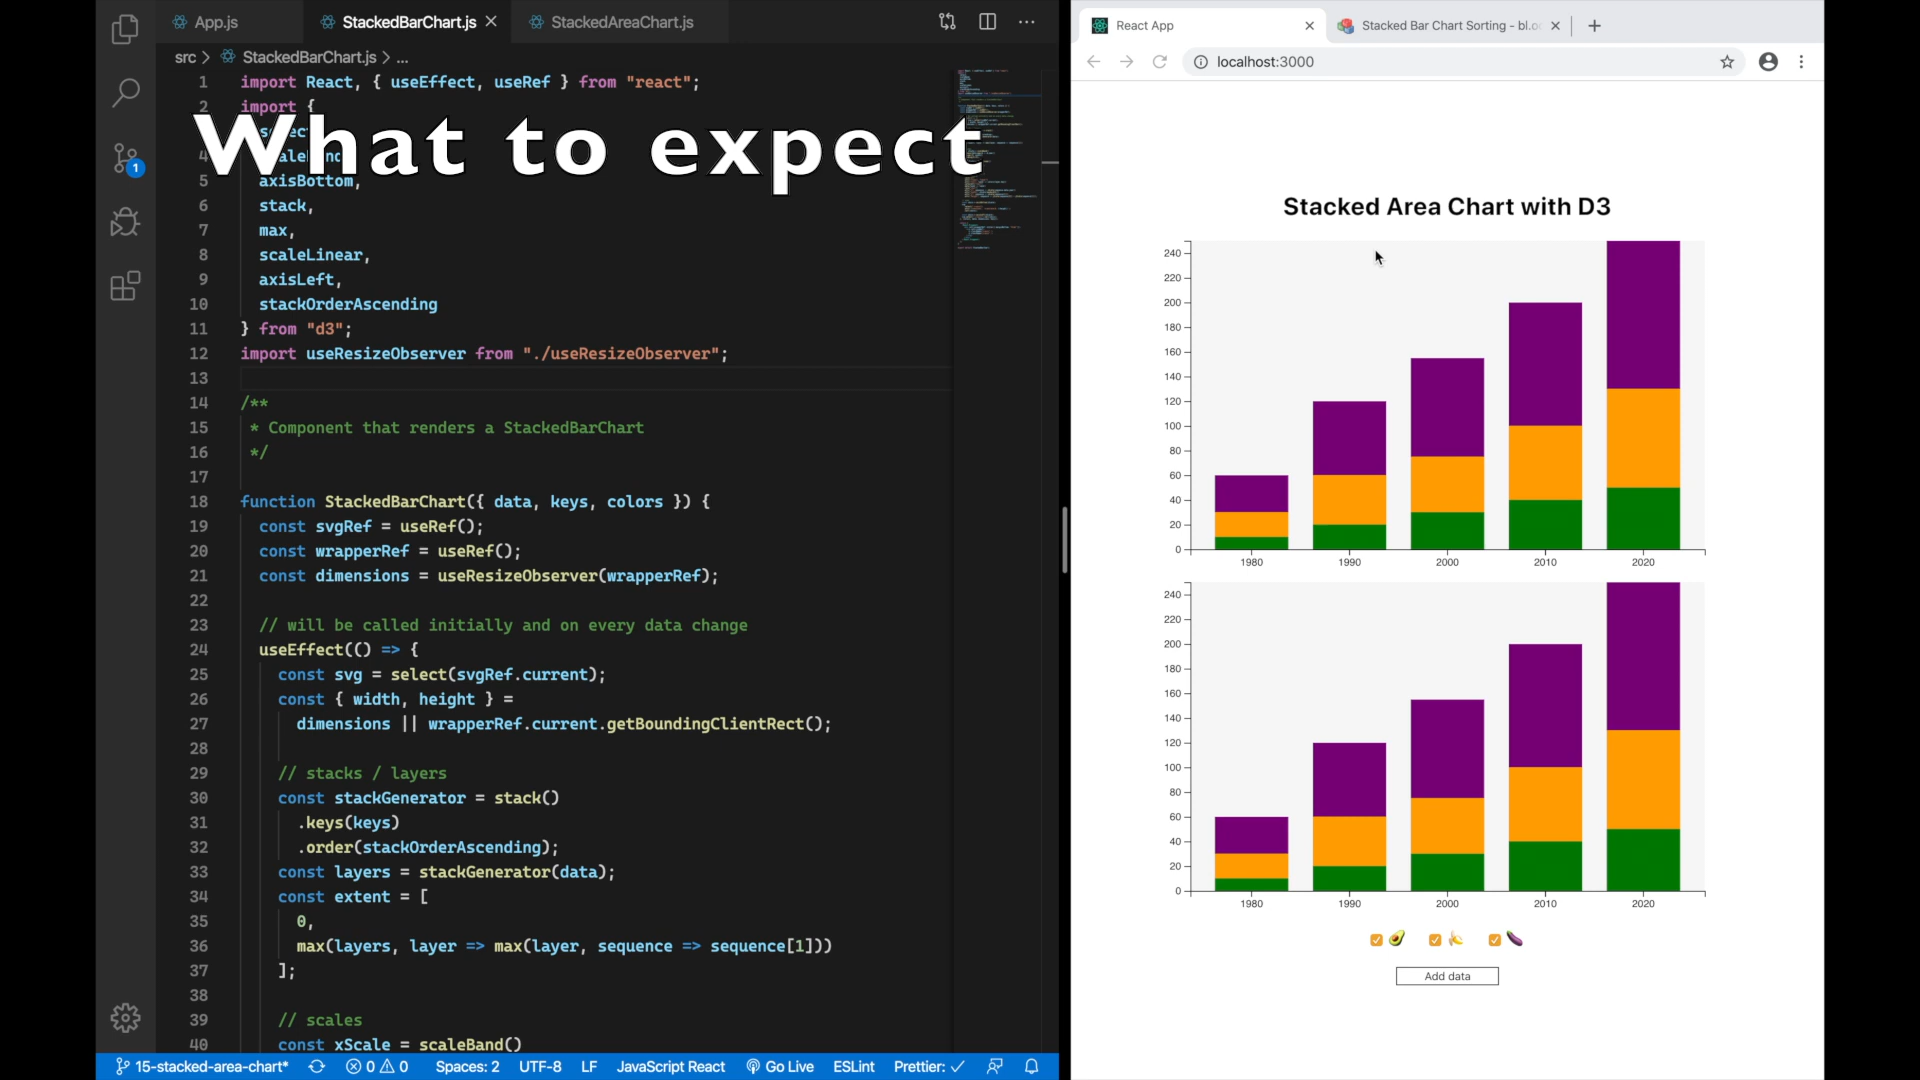 App.js
StackedBarChart.js
StackedAreaChart.js
src > StackedBarChart.js > ...
1 import React, { useEffect, useRef } from "react";
2 import {
What to expect
5 axisBottom,
6 stack,
7 max,
8 scaleLinear,
9 axisLeft,
10 stackOrderAscending
11 } from "d3";
12 import useResizeObserver from "./useResizeObserver";
13
14 /**
15 * Component that renders a StackedBarChart
16 */
17
18 function StackedBarChart({ data, keys, colors }) {
19 const svgRef = useRef();
20 const wrapperRef = useRef();
21 const dimensions = useResizeObserver(wrapperRef);
22
23 // will be called initially and on every data change
24 useEffect(() => {
25 const svg = select(svgRef.current);
26 const { width, height } =
27 dimensions || wrapperRef.current.getBoundingClientRect();
28
29 // stacks / layers
30 const stackGenerator = stack()
31 .keys(keys)
32 .order(stackOrderAscending);
33 const layers = stackGenerator(data);
34 const extent = [
35 0,
36 max(layers, layer => max(layer, sequence => sequence[1]))
37 ];
38
39 // scales
40 const xScale = scaleBand()
1
15-stacked-area-chart* 0 0 Spaces: 2 UTF-8 LF JavaScript React Go Live ESLint Prettier: ✓
React App
Stacked Bar Chart Sorting - bl.oc
localhost:3000
Stacked Area Chart with D3
240
220
200
180
160
140
120
100
80
60
40
20
0
1980 1990 2000 2010 2020
240
220
200
180
160
140
120
100
80
60
40
20
0
1980 1990 2000 2010 2020
Add data